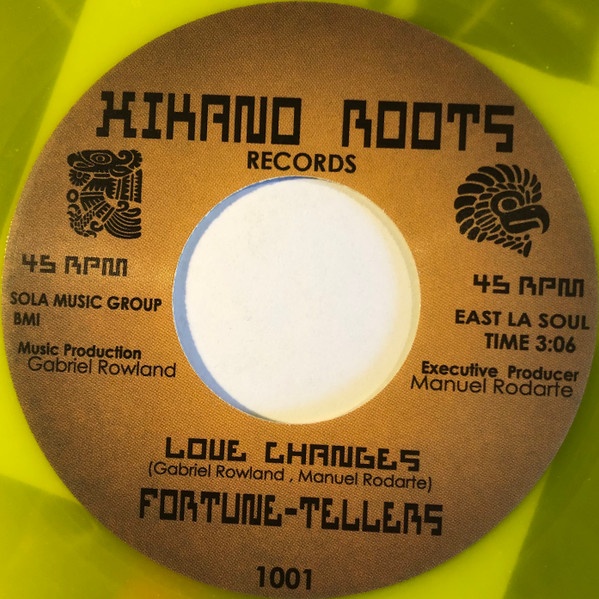 XIKANO ROOTS
RECORDS
45 RPM
45 RPM
SOLA MUSIC GROUP
BMI
EAST LA SOUL
TIME 3:06
Music Production
Gabriel Rowland
Executive Producer
Manuel Rodarte
LOVE CHANGES
(Gabriel Rowland , Manuel Rodarte)
FORTUNE-TELLERS
1001